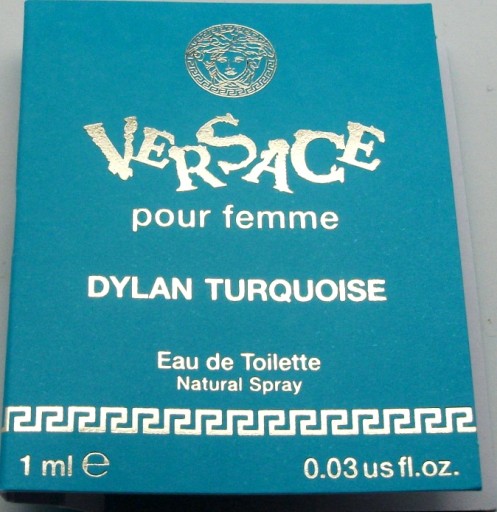 VERSACE
pour femme
DYLAN TURQUOISE
Eau de Toilette
Natural Spray
1 ml ℮ 0.03 us fl.oz.